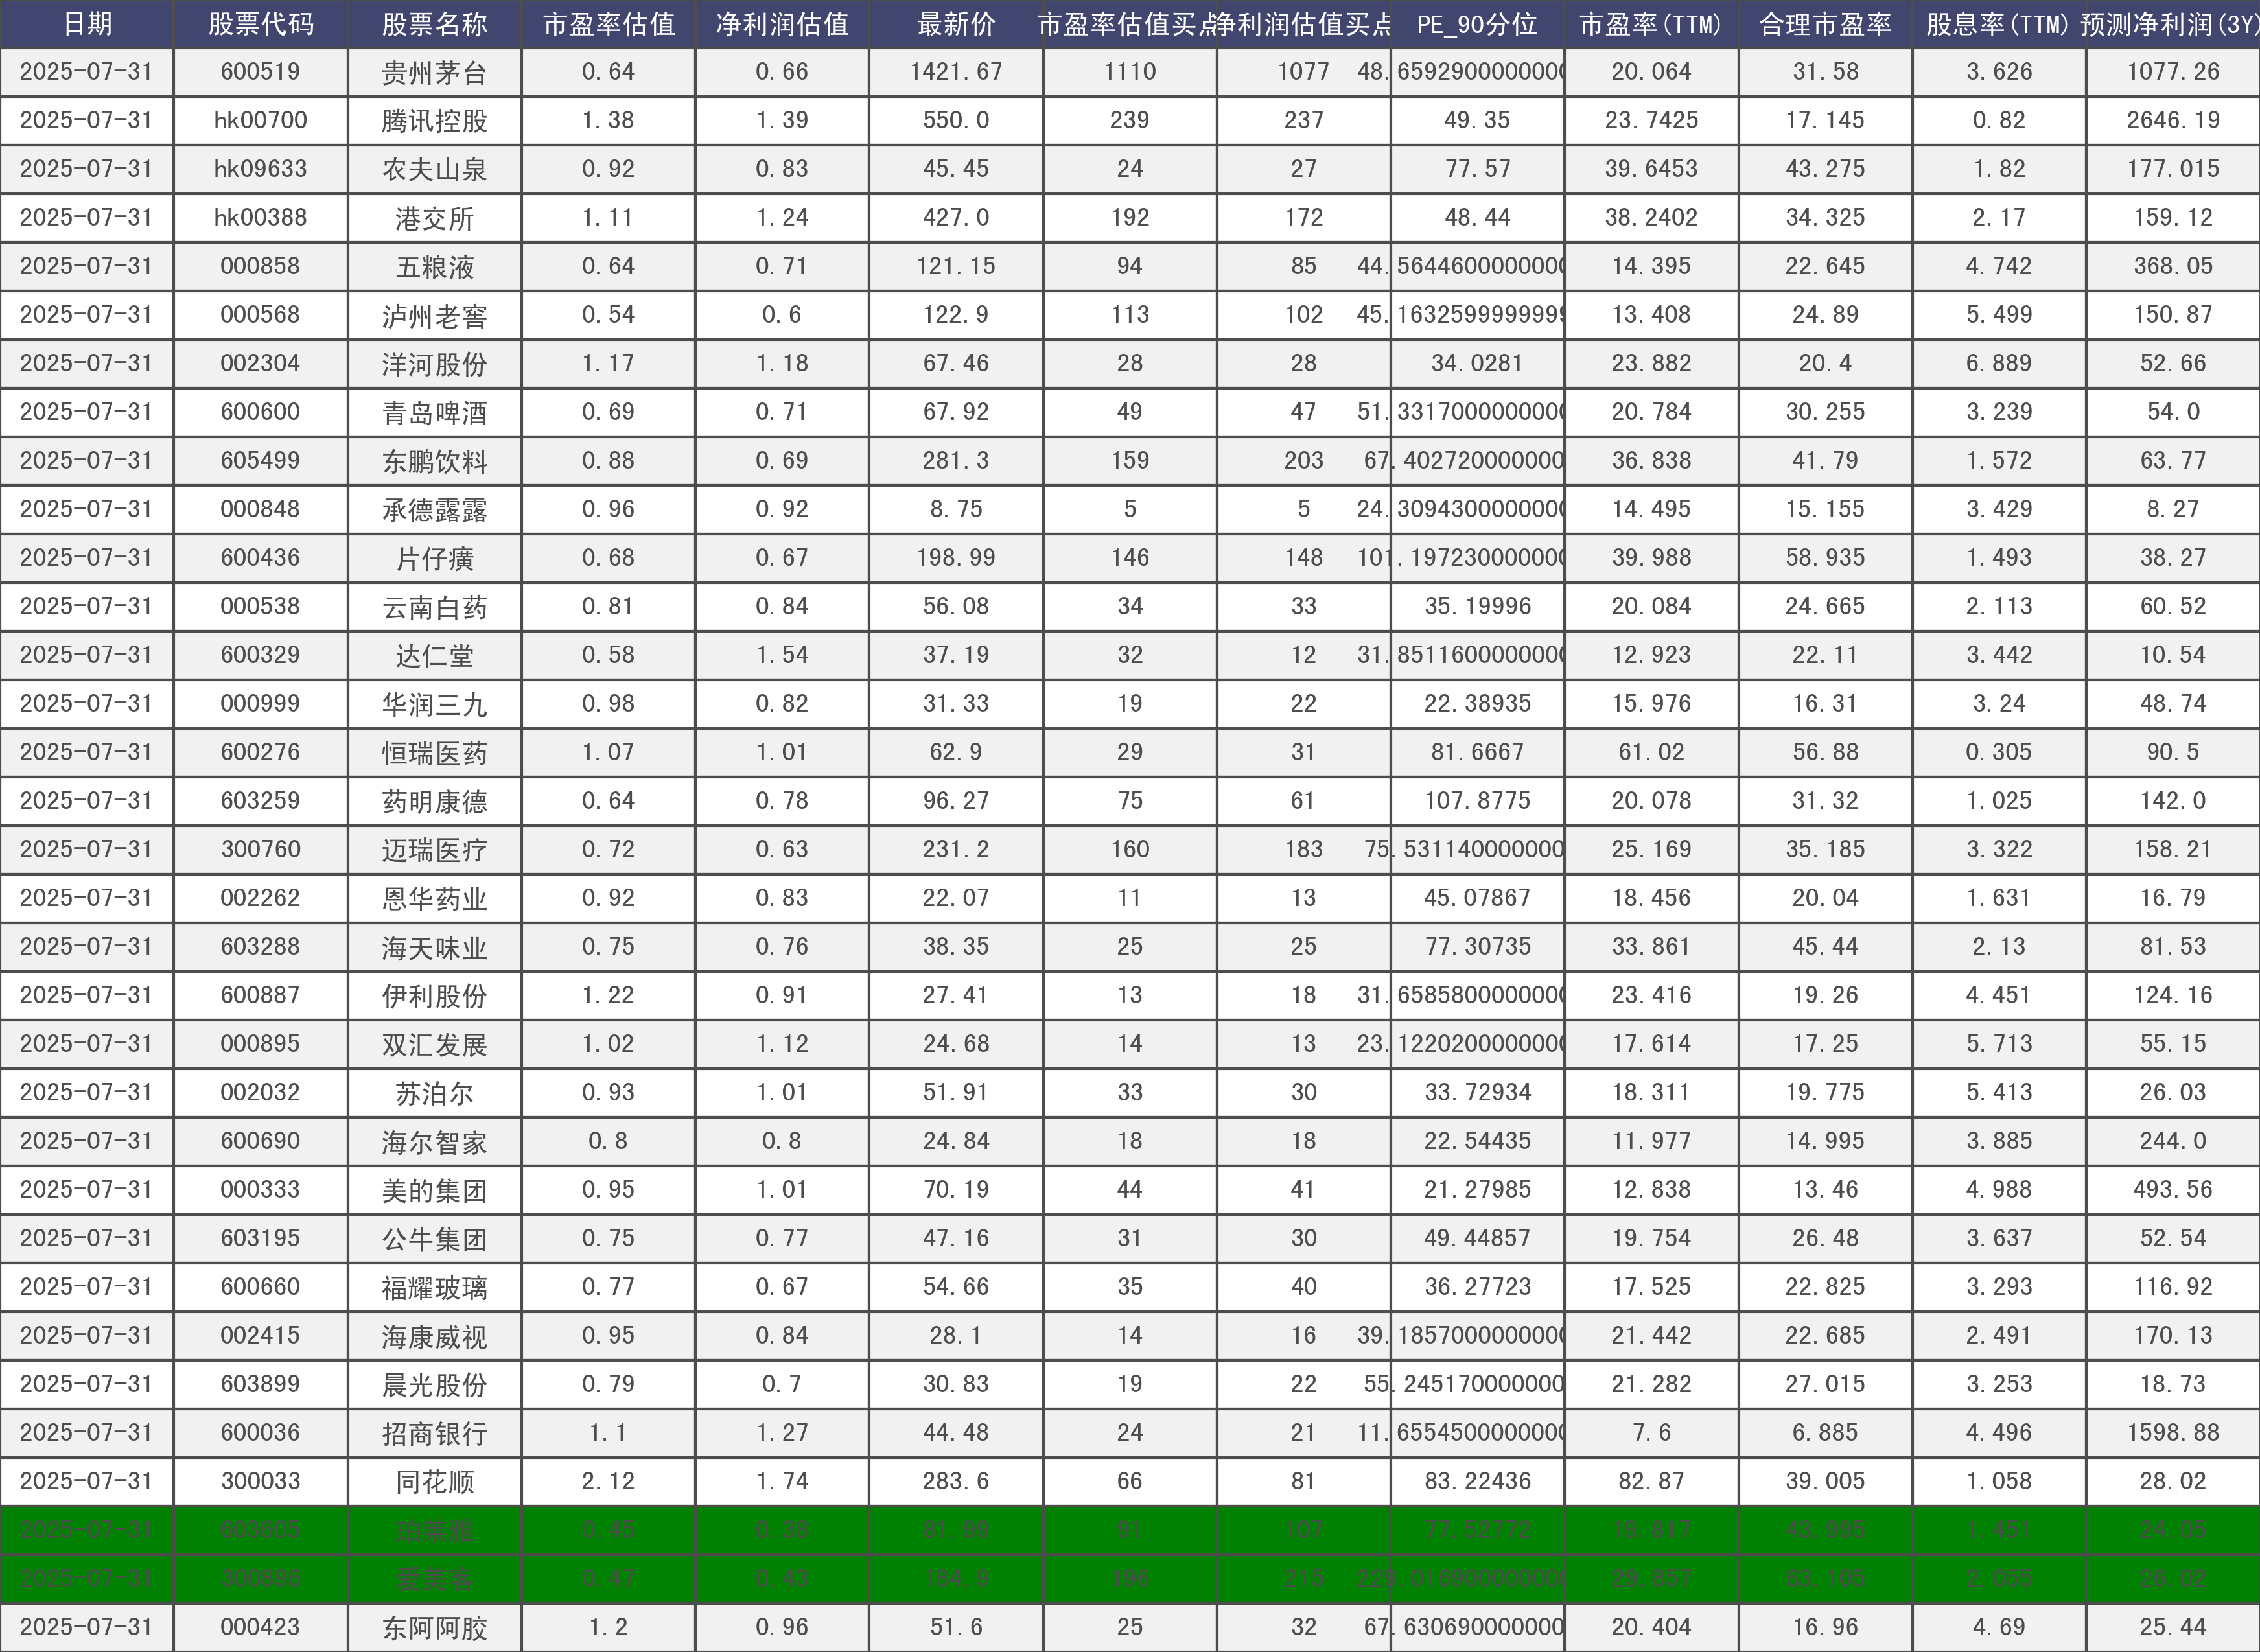 日期 股票代码 股票名称 市盈率估值 净利润估值 最新价 市盈率估值买点 净利润估值买点 PE_90分位 市盈率(TTM) 合理市盈率 股息率(TTM) 预测净利润(3Y)
2025-07-31 600519 贵州茅台 0.64 0.66 1421.67 1110 1077 48.6592900000000 20.064 31.58 3.626 1077.26
2025-07-31 hk00700 腾讯控股 1.38 1.39 550.0 239 237 49.35 23.7425 17.145 0.82 2646.19
2025-07-31 hk09633 农夫山泉 0.92 0.83 45.45 24 27 77.57 39.6453 43.275 1.82 177.015
2025-07-31 hk00388 港交所 1.11 1.24 427.0 192 172 48.44 38.2402 34.325 2.17 159.12
2025-07-31 000858 五粮液 0.64 0.71 121.15 94 85 44.5644600000000 14.395 22.645 4.742 368.05
2025-07-31 000568 泸州老窖 0.54 0.6 122.9 113 102 45.1632599999999 13.408 24.89 5.499 150.87
2025-07-31 002304 洋河股份 1.17 1.18 67.46 28 28 34.0281 23.882 20.4 6.889 52.66
2025-07-31 600600 青岛啤酒 0.69 0.71 67.92 49 47 51.3317000000000 20.784 30.255 3.239 54.0
2025-07-31 605499 东鹏饮料 0.88 0.69 281.3 159 203 67.402720000000 36.838 41.79 1.572 63.77
2025-07-31 000848 承德露露 0.96 0.92 8.75 5 5 24.3094300000000 14.495 15.155 3.429 8.27
2025-07-31 600436 片仔癀 0.68 0.67 198.99 146 148 101.197230000000 39.988 58.935 1.493 38.27
2025-07-31 000538 云南白药 0.81 0.84 56.08 34 33 35.19996 20.084 24.665 2.113 60.52
2025-07-31 600329 达仁堂 0.58 1.54 37.19 32 12 31.8511600000000 12.923 22.11 3.442 10.54
2025-07-31 000999 华润三九 0.98 0.82 31.33 19 22 22.38935 15.976 16.31 3.24 48.74
2025-07-31 600276 恒瑞医药 1.07 1.01 62.9 29 31 81.6667 61.02 56.88 0.305 90.5
2025-07-31 603259 药明康德 0.64 0.78 96.27 75 61 107.8775 20.078 31.32 1.025 142.0
2025-07-31 300760 迈瑞医疗 0.72 0.63 231.2 160 183 75.531140000000 25.169 35.185 3.322 158.21
2025-07-31 002262 恩华药业 0.92 0.83 22.07 11 13 45.07867 18.456 20.04 1.631 16.79
2025-07-31 603288 海天味业 0.75 0.76 38.35 25 25 77.30735 33.861 45.44 2.13 81.53
2025-07-31 600887 伊利股份 1.22 0.91 27.41 13 18 31.6585800000000 23.416 19.26 4.451 124.16
2025-07-31 000895 双汇发展 1.02 1.12 24.68 14 13 23.1220200000000 17.614 17.25 5.713 55.15
2025-07-31 002032 苏泊尔 0.93 1.01 51.91 33 30 33.72934 18.311 19.775 5.413 26.03
2025-07-31 600690 海尔智家 0.8 0.8 24.84 18 18 22.54435 11.977 14.995 3.885 244.0
2025-07-31 000333 美的集团 0.95 1.01 70.19 44 41 21.27985 12.838 13.46 4.988 493.56
2025-07-31 603195 公牛集团 0.75 0.77 47.16 31 30 49.44857 19.754 26.48 3.637 52.54
2025-07-31 600660 福耀玻璃 0.77 0.67 54.66 35 40 36.27723 17.525 22.825 3.293 116.92
2025-07-31 002415 海康威视 0.95 0.84 28.1 14 16 39.1857000000000 21.442 22.685 2.491 170.13
2025-07-31 603899 晨光股份 0.79 0.7 30.83 19 22 55.245170000000 21.282 27.015 3.253 18.73
2025-07-31 600036 招商银行 1.1 1.27 44.48 24 21 11.6554500000000 7.6 6.885 4.496 1598.88
2025-07-31 300033 同花顺 2.12 1.74 283.6 66 81 83.22436 82.87 39.005 1.058 28.02
2025-07-31 603605 珀莱雅 0.45 0.38 81.99 91 107 77.52772 19.817 43.995 1.451 24.05
2025-07-31 300896 爱美客 0.47 0.43 184.9 196 215 229.016900000000 29.857 63.105 2.055 26.02
2025-07-31 000423 东阿阿胶 1.2 0.96 51.6 25 32 67.630690000000 20.404 16.96 4.69 25.44